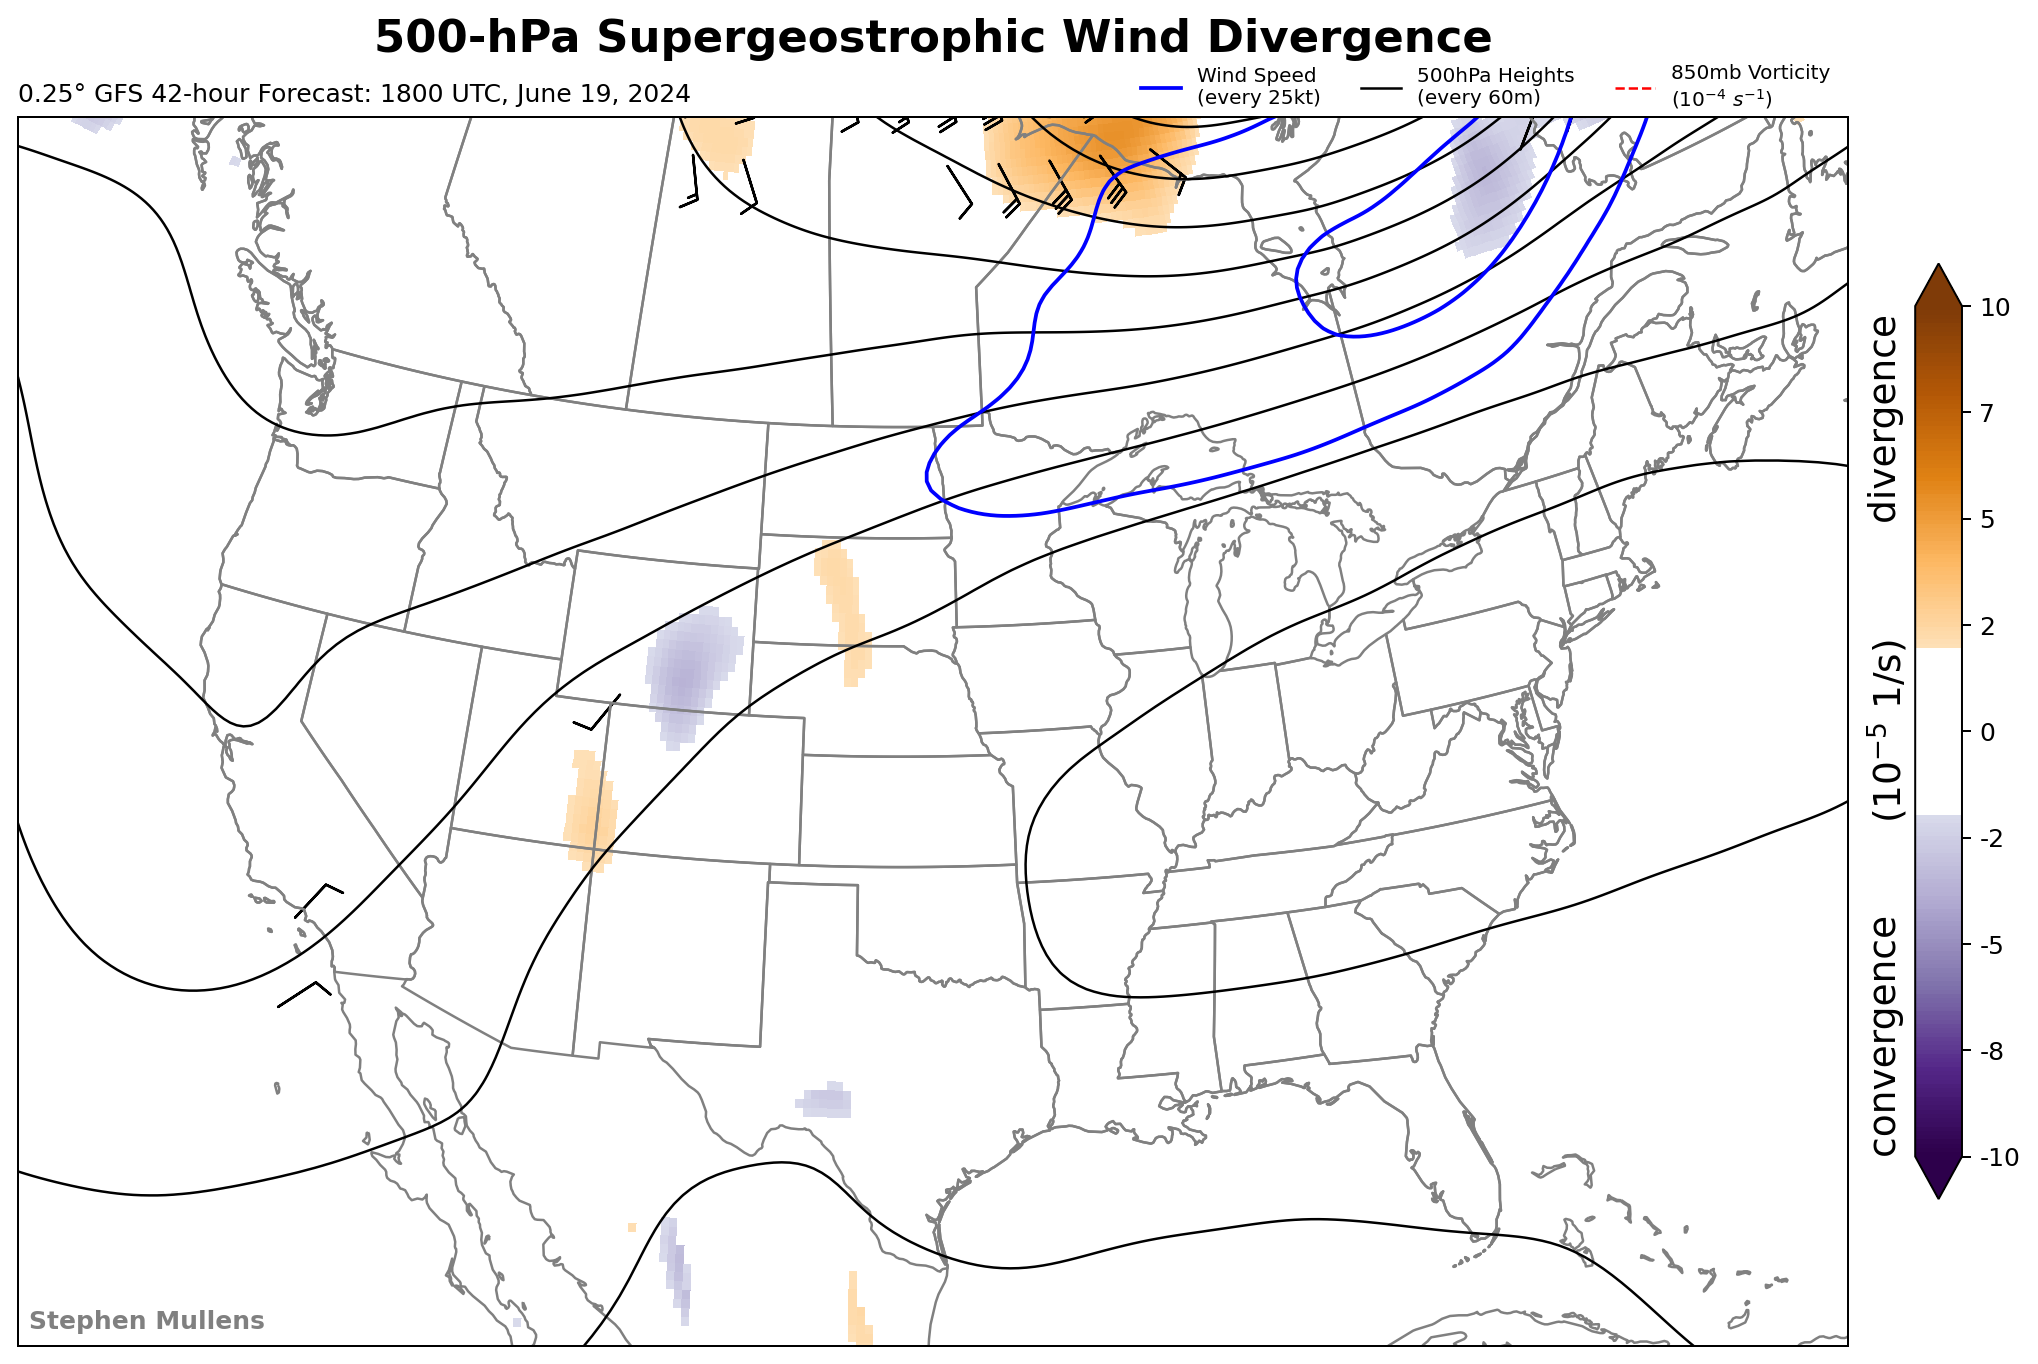 500-hPa Supergeostrophic Wind Divergence
0.25° GFS 42-hour Forecast: 1800 UTC, June 19, 2024
Wind Speed
(every 25kt)
500hPa Heights
(every 60m)
850mb Vorticity
(10⁻⁴ s⁻¹)
10
7
5
2
0
-2
-5
-8
-10
convergence (10⁻⁵ 1/s) divergence
Stephen Mullens